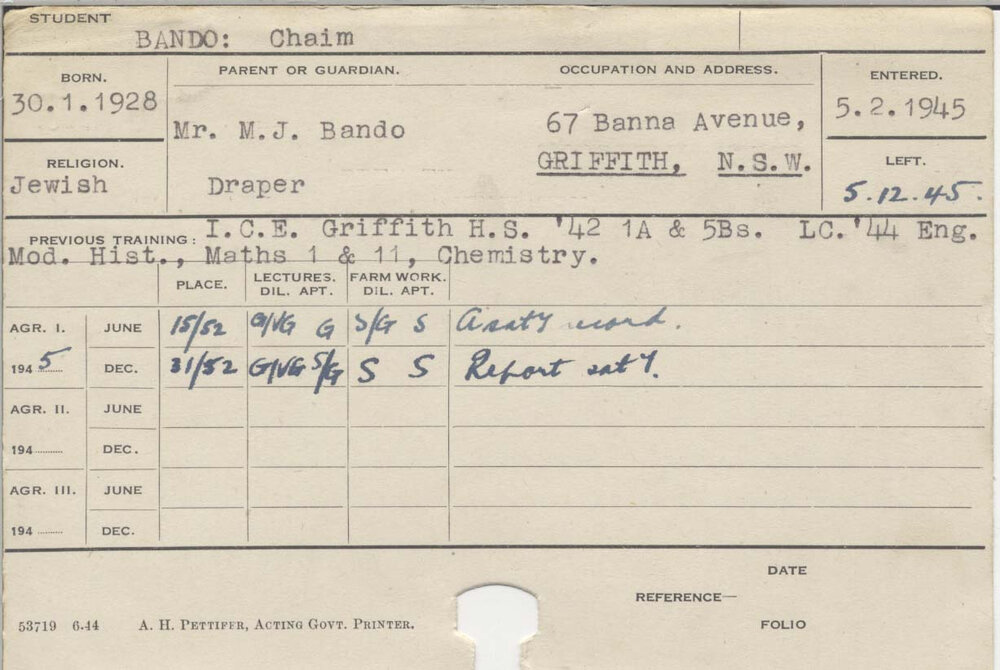 STUDENT
BANDO: Chaim
BORN. PARENT OR GUARDIAN. OCCUPATION AND ADDRESS. ENTERED.
30.1.1928 Mr. M.J. Bando 67 Banna Avenue, 5.2.1945
RELIGION. GRIFFITH, N.S.W. LEFT.
Jewish Draper 5.12.45.
PREVIOUS TRAINING: I.C.E. Griffith H.S. '42 1A & 5Bs. LC.'44 Eng.
Mod. Hist., Maths 1 & 11, Chemistry.
PLACE. LECTURES. FARM WORK.
DIL. APT. DIL. APT.
AGR. I. JUNE 15/52 G/VG G S/G S A sat y record.
1945 DEC. 31/52 G/VG S/G S S Report sat y.
AGR. II. JUNE
194 DEC.
AGR. III. JUNE
194 DEC.
DATE
REFERENCE—
53719 6.44 A. H. PETTIFER, ACTING GOVT. PRINTER. FOLIO